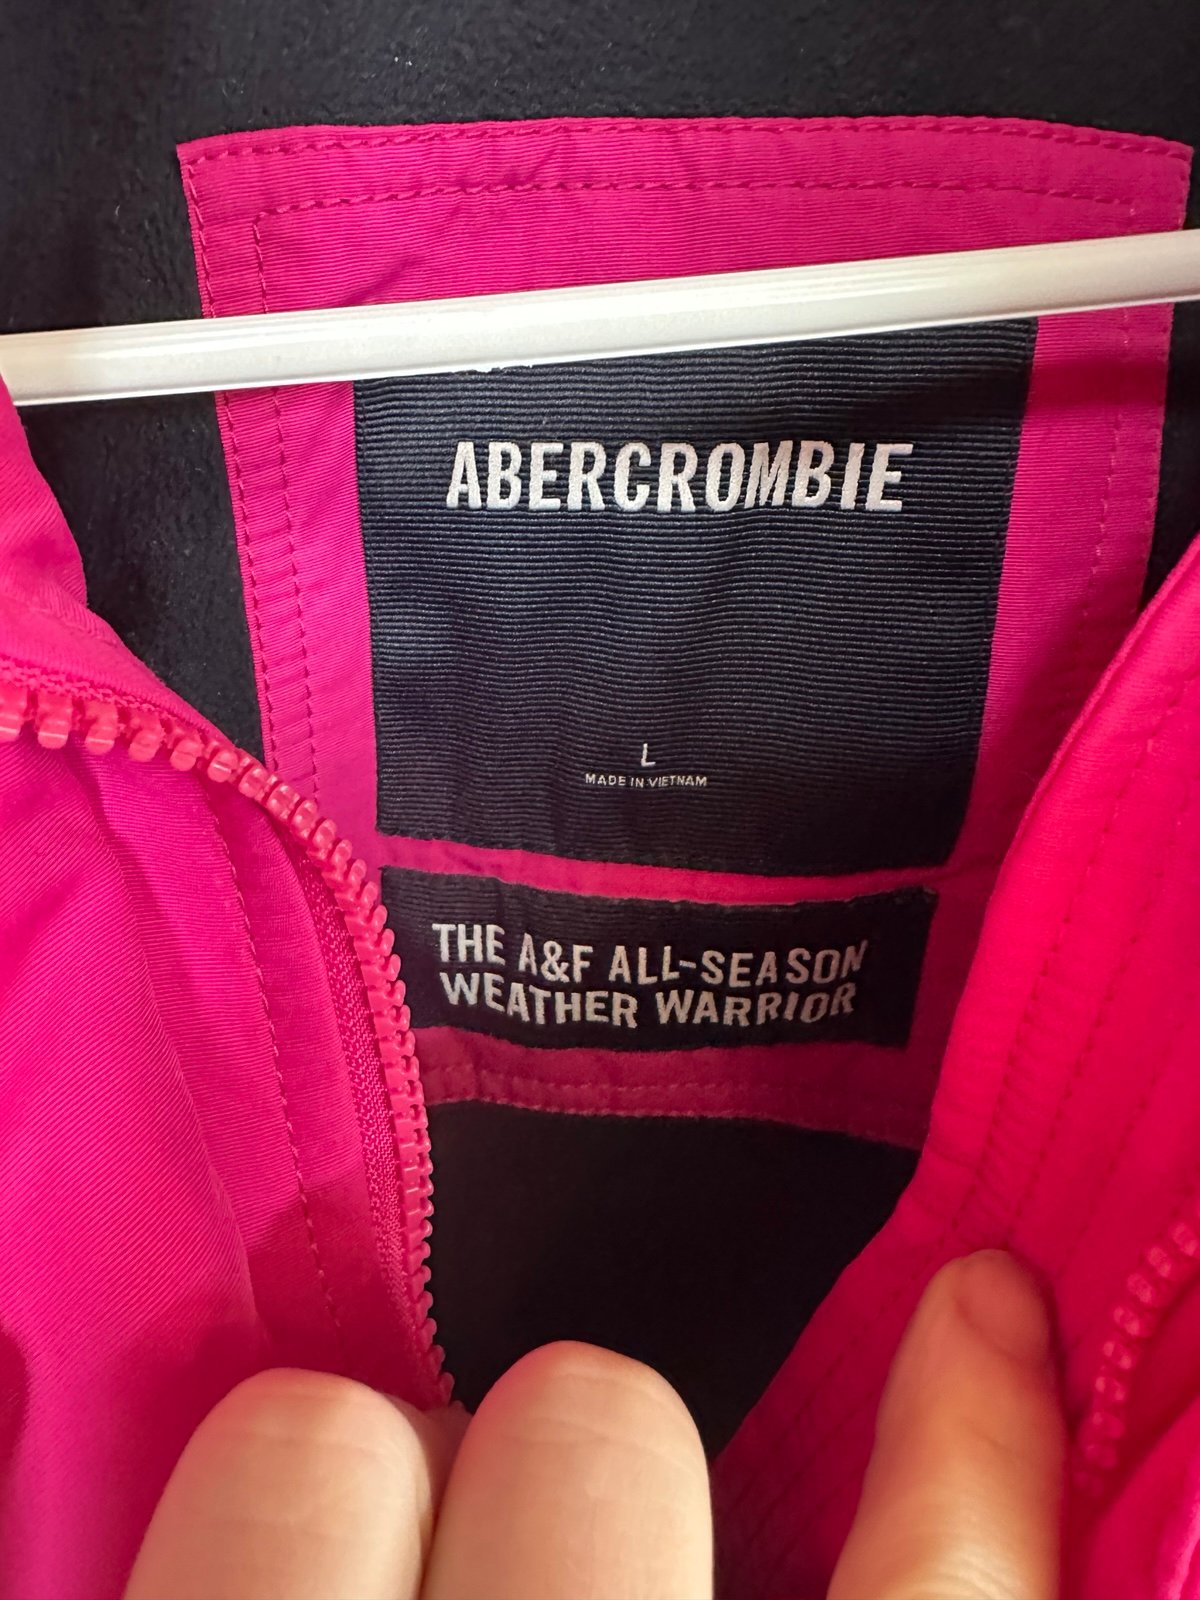 ABERCROMBIE
L
MADE IN VIETNAM
THE A&F ALL-SEASON
WEATHER WARRIOR